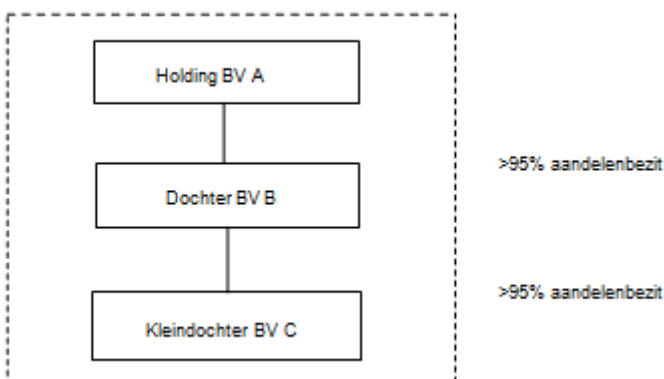 Holding BV A
>95% aandelenbezit
Dochter BV B
>95% aandelenbezit
Kleindochter BV C